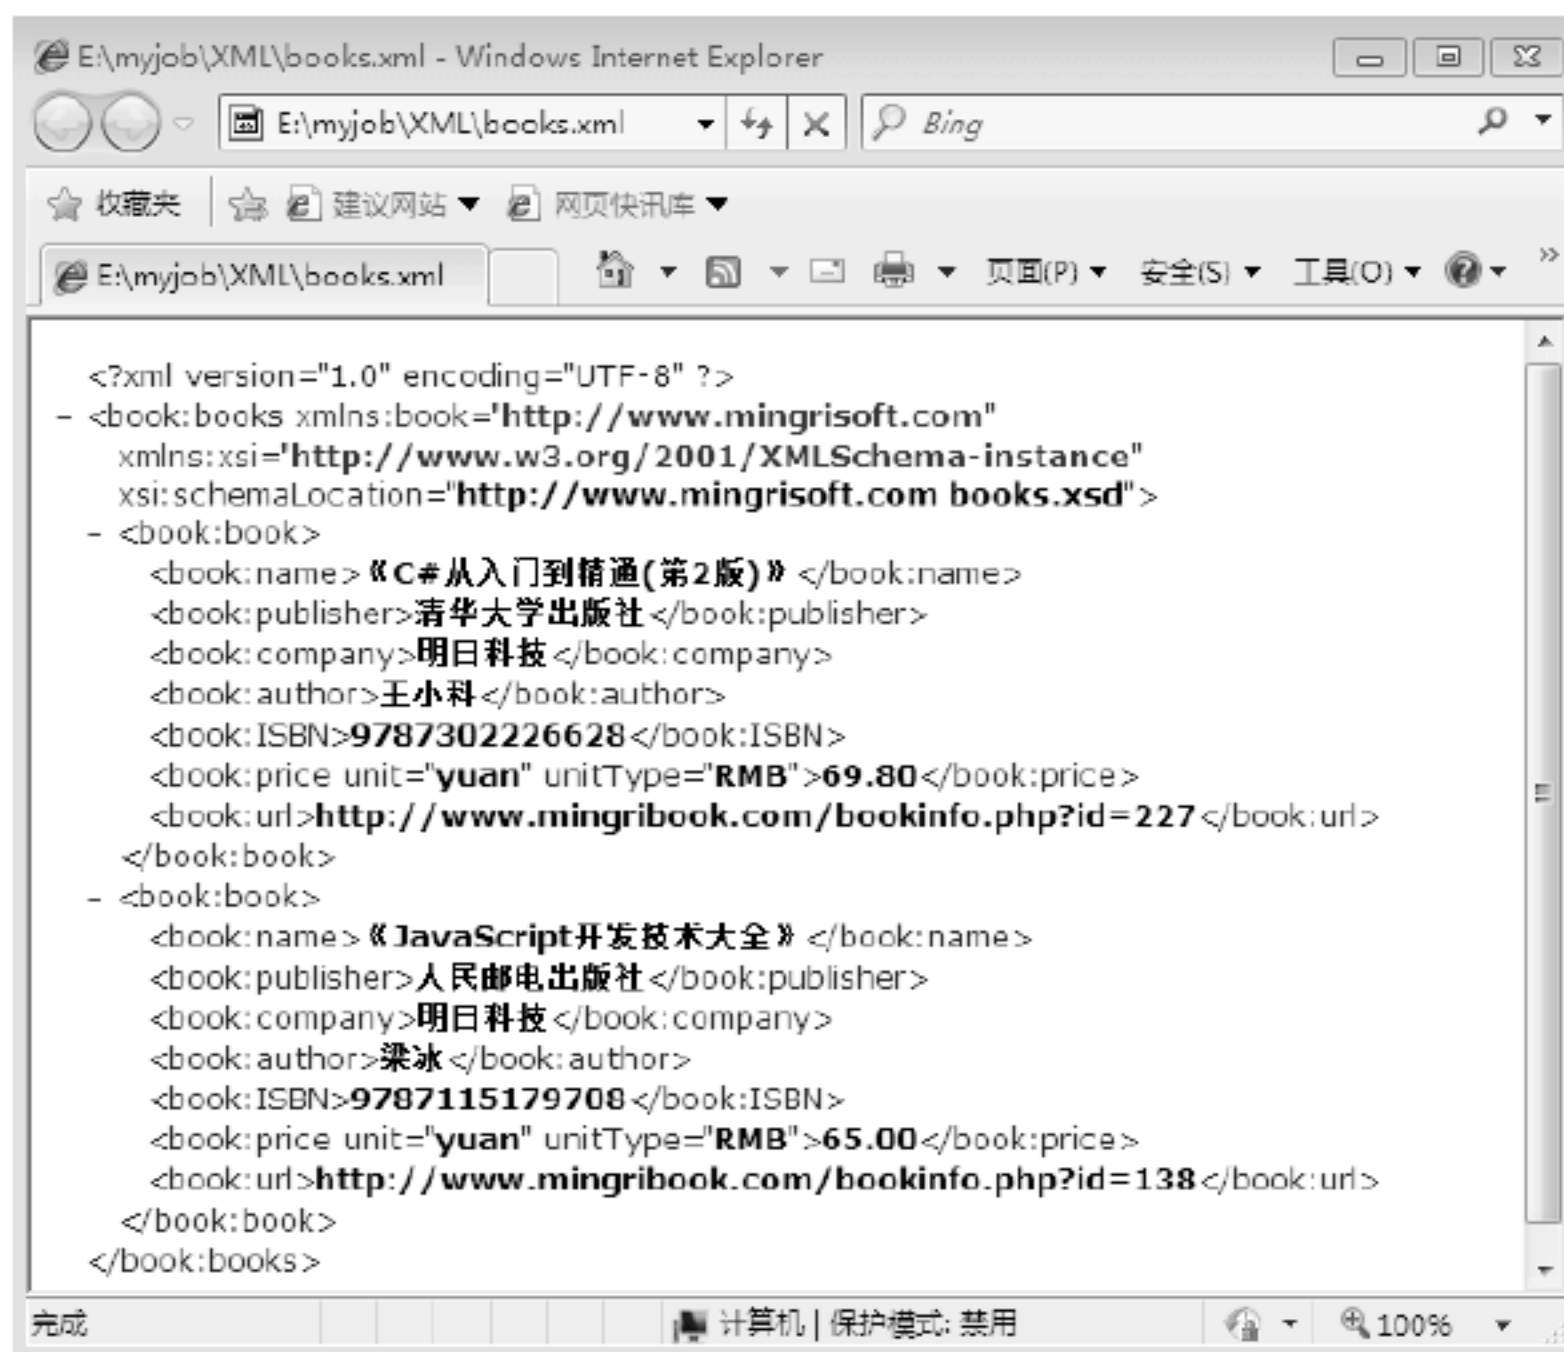 E:\myjob\XML\books.xml - Windows Internet Explorer
E:\myjob\XML\books.xml Bing
收藏夹 建议网站 网页快讯库
E:\myjob\XML\books.xml 页面(P) 安全(S) 工具(O) »
<?xml version="1.0" encoding="UTF-8" ?>
- <book:books xmlns:book="http://www.mingrisoft.com"
xmlns:xsi="http://www.w3.org/2001/XMLSchema-instance"
xsi:schemaLocation="http://www.mingrisoft.com books.xsd">
- <book:book>
<book:name>《C#从入门到精通(第2版)》</book:name>
<book:publisher>清华大学出版社</book:publisher>
<book:company>明日科技</book:company>
<book:author>王小科</book:author>
<book:ISBN>9787302226628</book:ISBN>
<book:price unit="yuan" unitType="RMB">69.80</book:price>
<book:url>http://www.mingribook.com/bookinfo.php?id=227</book:url>
</book:book>
- <book:book>
<book:name>《JavaScript开发技术大全》</book:name>
<book:publisher>人民邮电出版社</book:publisher>
<book:company>明日科技</book:company>
<book:author>梁冰</book:author>
<book:ISBN>9787115179708</book:ISBN>
<book:price unit="yuan" unitType="RMB">65.00</book:price>
<book:url>http://www.mingribook.com/bookinfo.php?id=138</book:url>
</book:book>
</book:books>
完成 计算机 | 保护模式: 禁用 100%